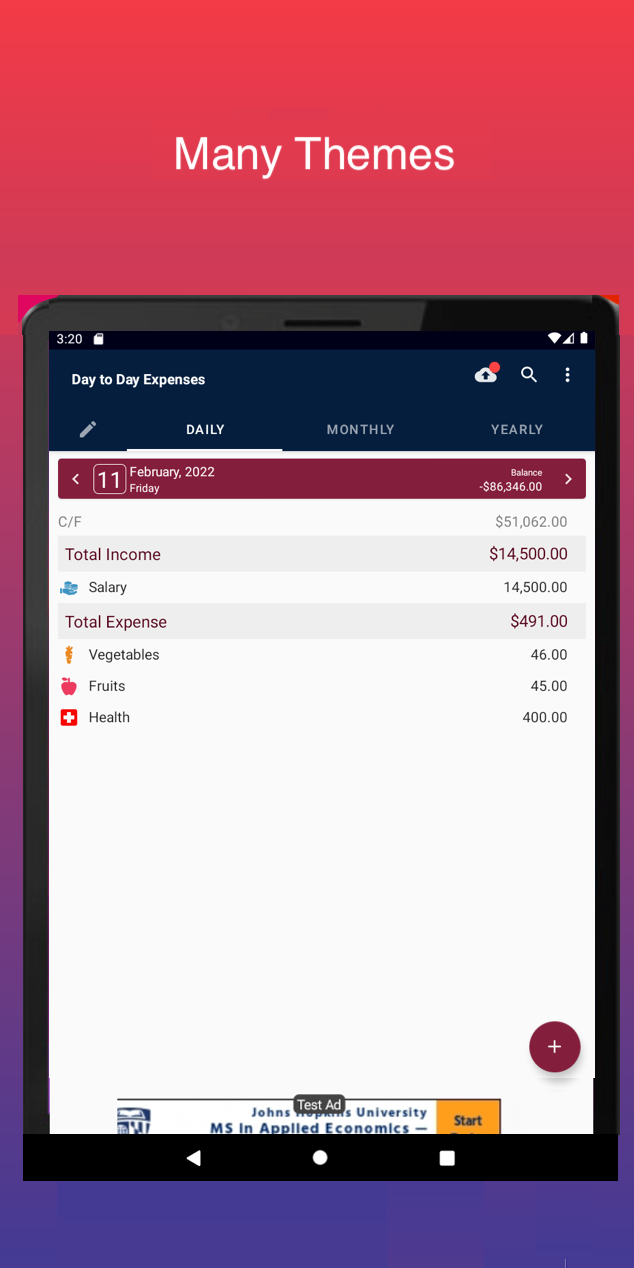 Many Themes
3:20
Day to Day Expenses
DAILY MONTHLY YEARLY
11 February, 2022 Balance
Friday -$86,346.00
C/F $51,062.00
Total Income $14,500.00
Salary 14,500.00
Total Expense $491.00
Vegetables 46.00
Fruits 45.00
Health 400.00
+
Test Ad
Johns Hopkins University
MS in Applied Economics —
Start